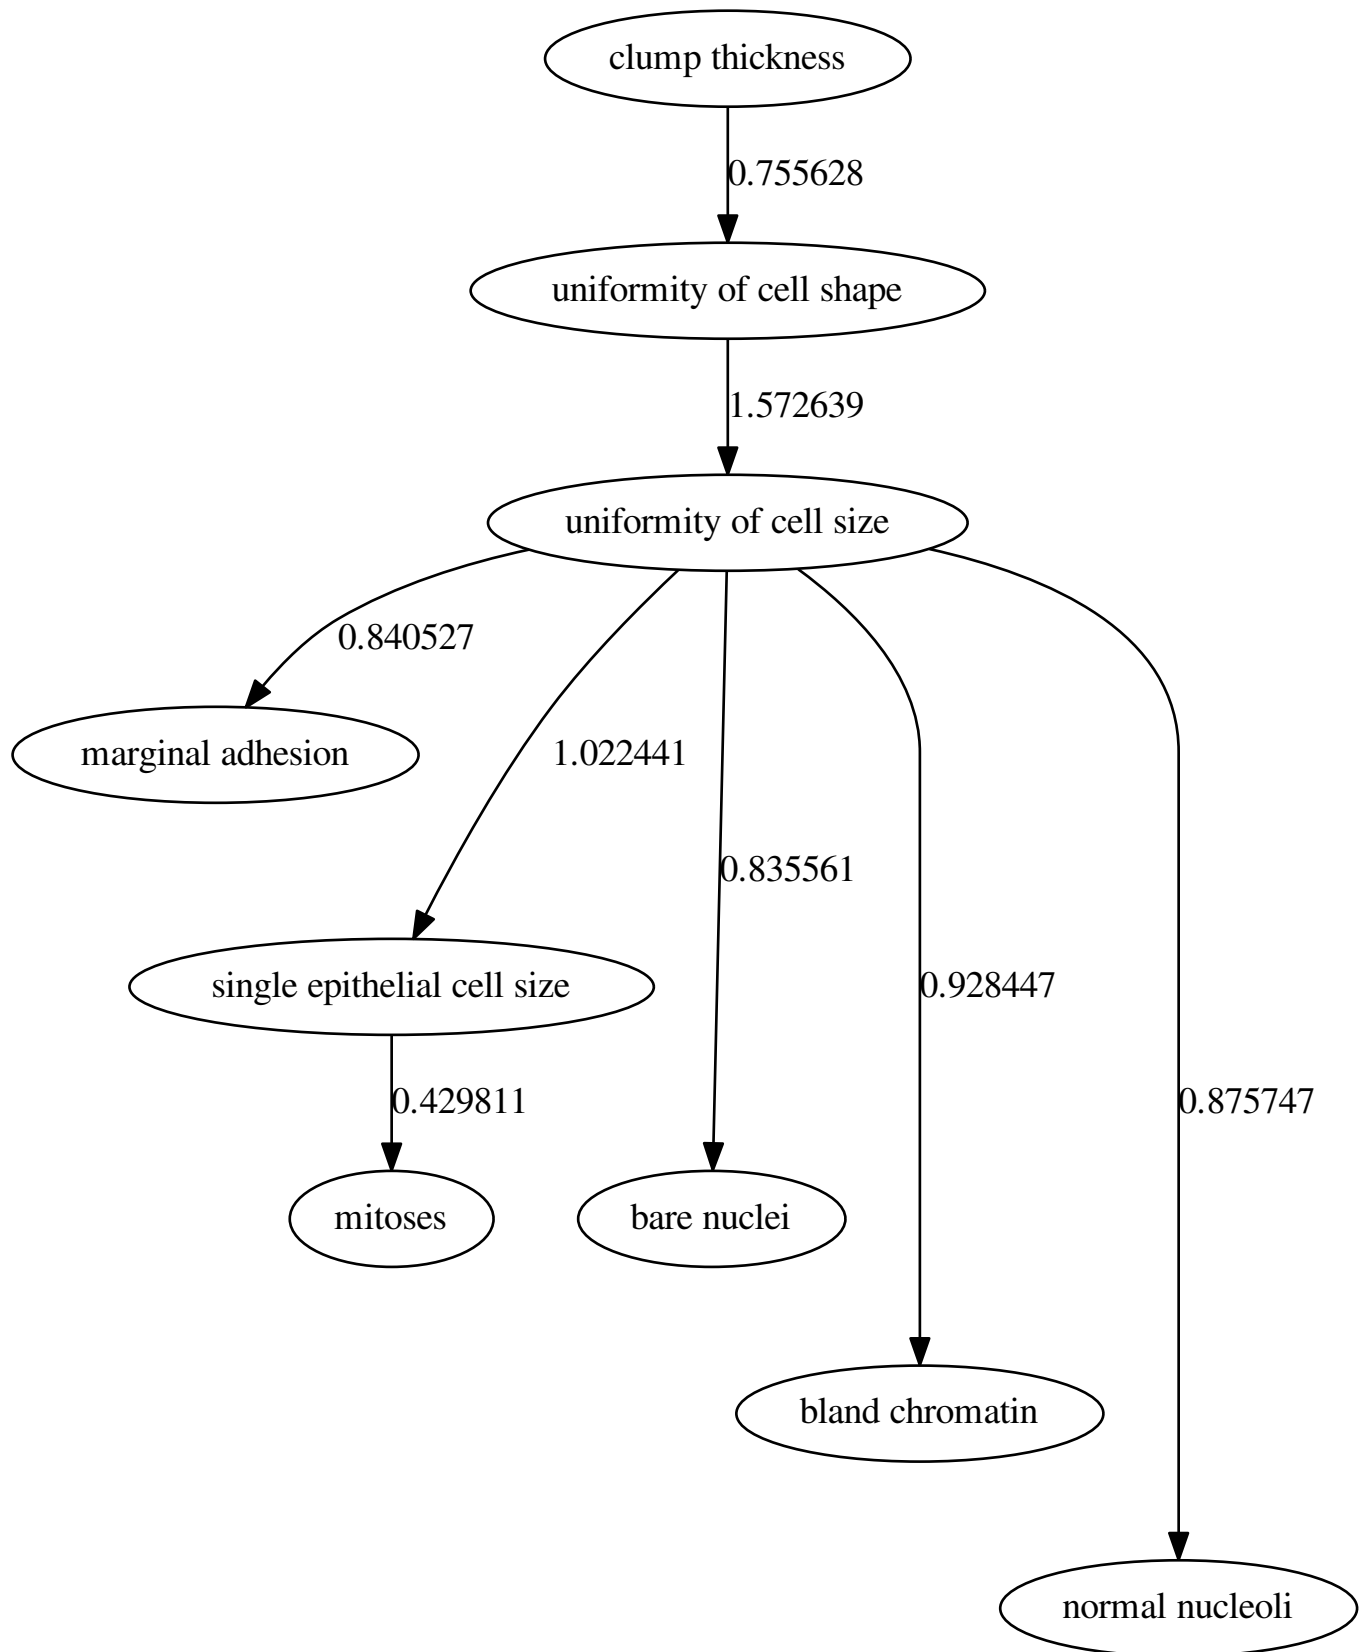 clump thickness
0.755628
uniformity of cell shape
1.572639
uniformity of cell size
0.840527
marginal adhesion
1.022441
0.835561
single epithelial cell size
0.928447
0.429811
0.875747
mitoses
bare nuclei
bland chromatin
normal nucleoli